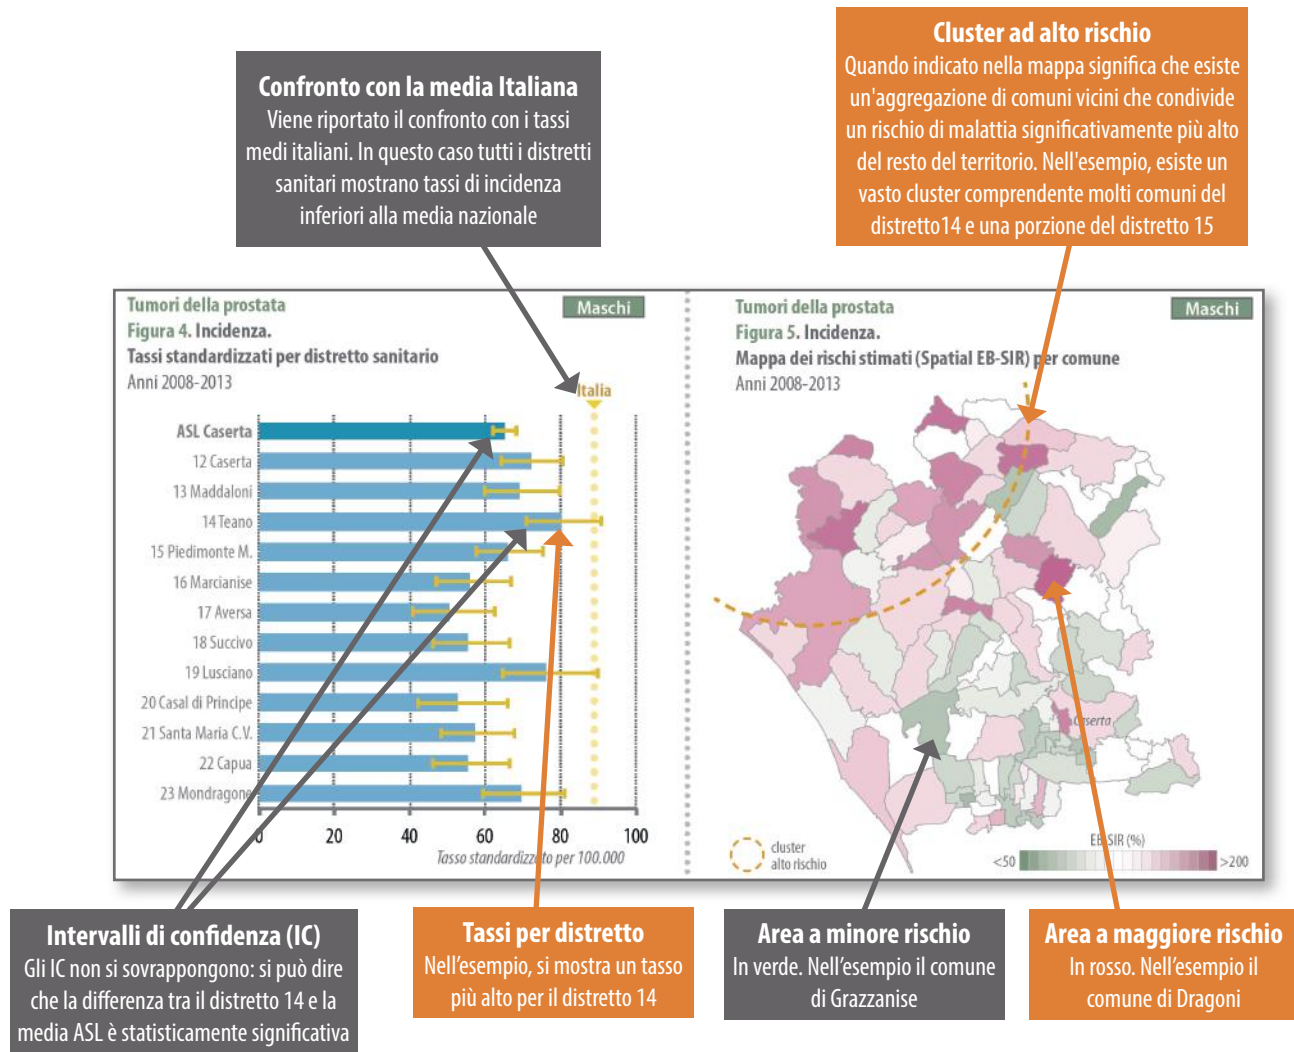 Confronto con la media Italiana
Viene riportato il confronto con i tassi
medi italiani. In questo caso tutti i distretti
sanitari mostrano tassi di incidenza
inferiori alla media nazionale
Cluster ad alto rischio
Quando indicato nella mappa significa che esiste
un'aggregazione di comuni vicini che condivide
un rischio di malattia significativamente più alto
del resto del territorio. Nell'esempio, esiste un
vasto cluster comprendente molti comuni del
distretto14 e una porzione del distretto 15
Tumori della prostata
Maschi
Figura 4. Incidenza.
Tassi standardizzati per distretto sanitario
Anni 2008-2013
Italia
ASL Caserta
12 Caserta
13 Maddaloni
14 Teano
15 Piedimonte M.
16 Marcianise
17 Aversa
18 Succivo
19 Lusciano
20 Casal di Principe
21 Santa Maria C.V.
22 Capua
23 Mondragone
0 20 40 60 80 100
Tasso standardizzato per 100.000
Tumori della prostata
Maschi
Figura 5. Incidenza.
Mappa dei rischi stimati (Spatial EB-SIR) per comune
Anni 2008-2013
Caserta
cluster
alto rischio
EB-SIR (%)
<50 >200
Intervalli di confidenza (IC)
Gli IC non si sovrappongono: si può dire
che la differenza tra il distretto 14 e la
media ASL è statisticamente significativa
Tassi per distretto
Nell'esempio, si mostra un tasso
più alto per il distretto 14
Area a minore rischio
In verde. Nell'esempio il comune
di Grazzanise
Area a maggiore rischio
In rosso. Nell'esempio il
comune di Dragoni